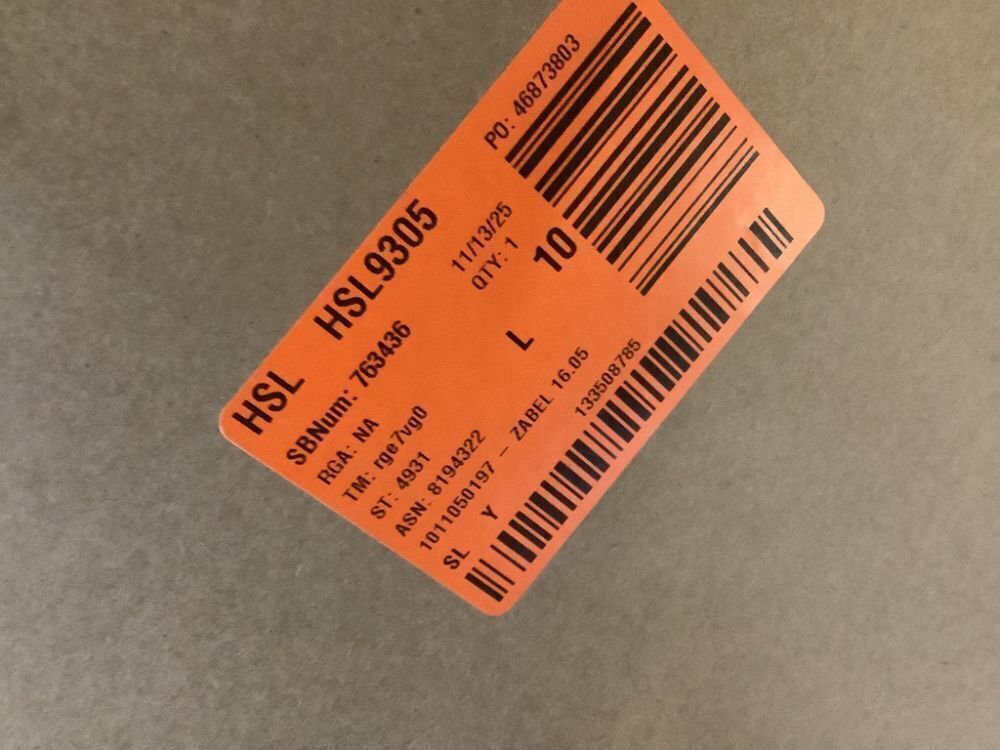 HSL HSL9305 PO: 46873803
SBNum: 763436 11/13/25
RGA: NA QTY: 1
TM: rge7vg0 10
ST: 4931 L
ASN: 8194322
1011050197 - ZABEL 16.05
SL Y 133508785